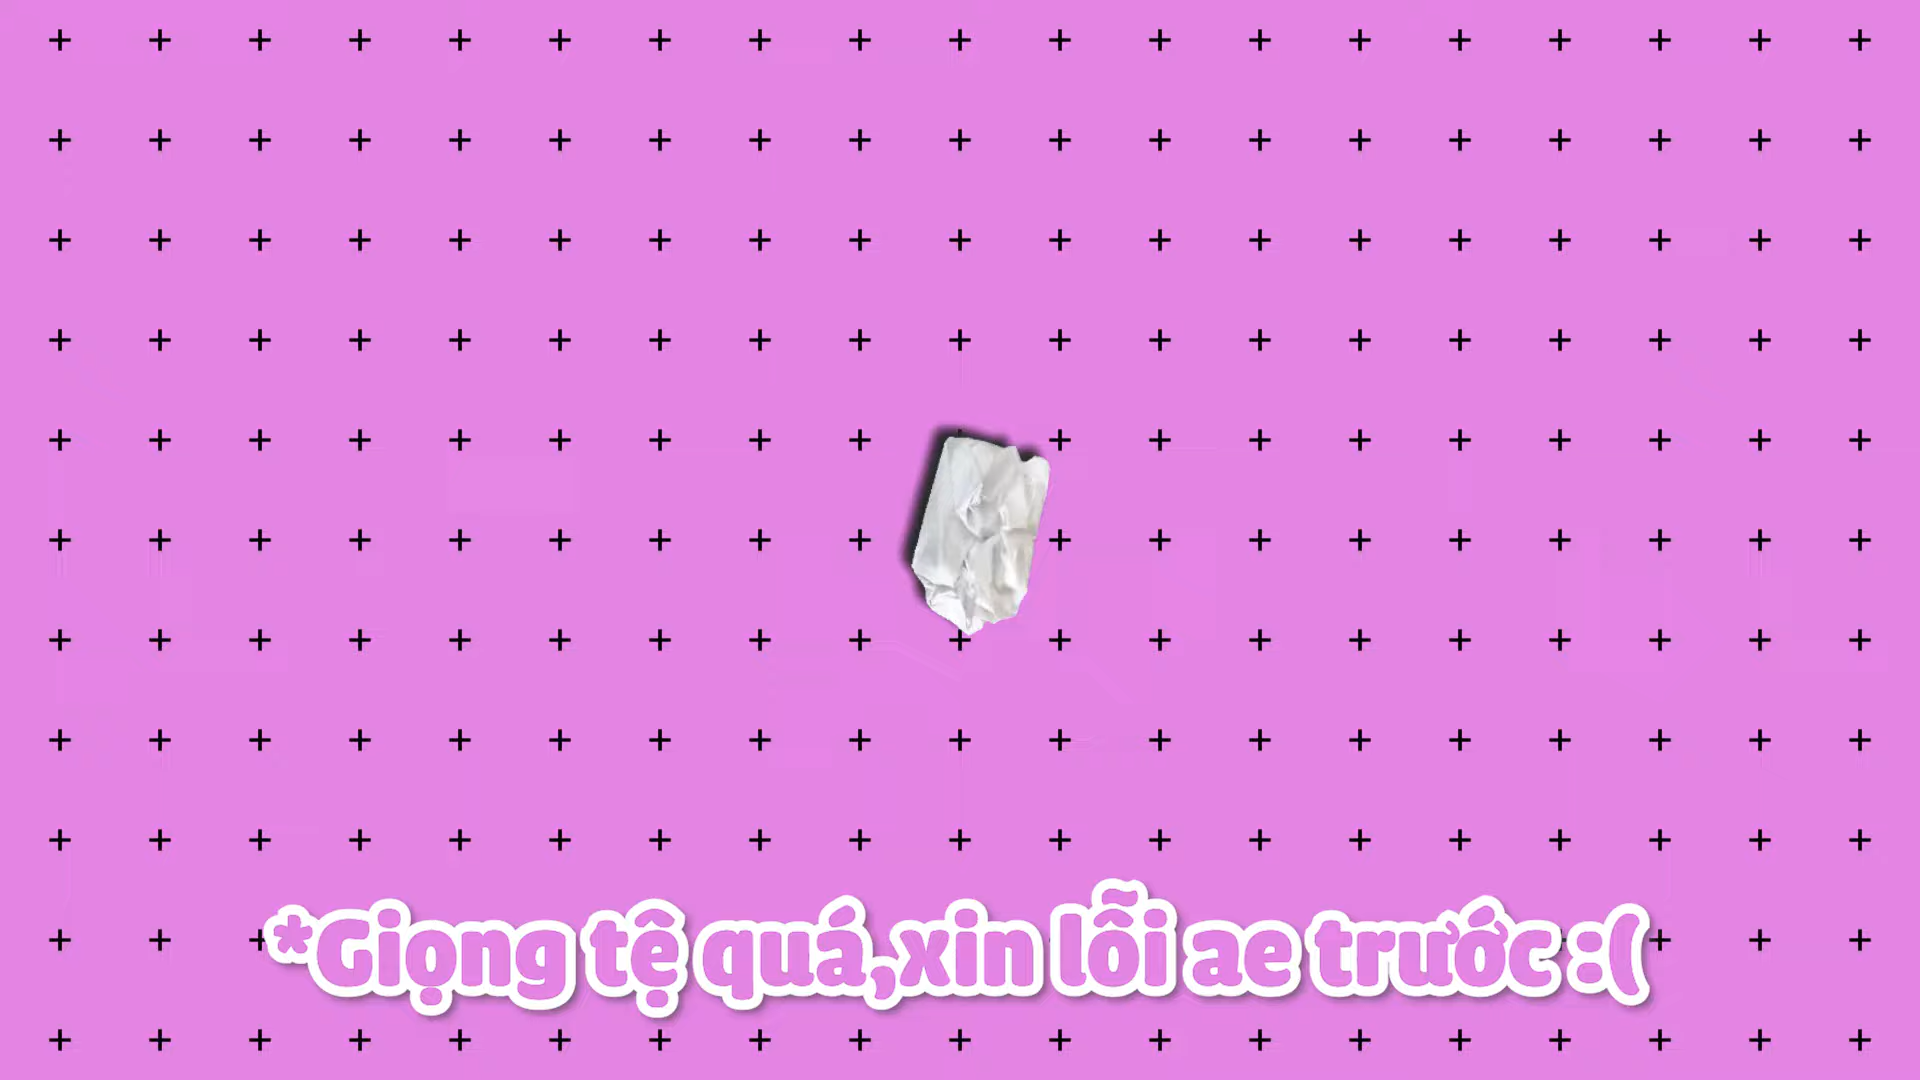 *Giọng tệ quá,xin lỗi ae trước :(